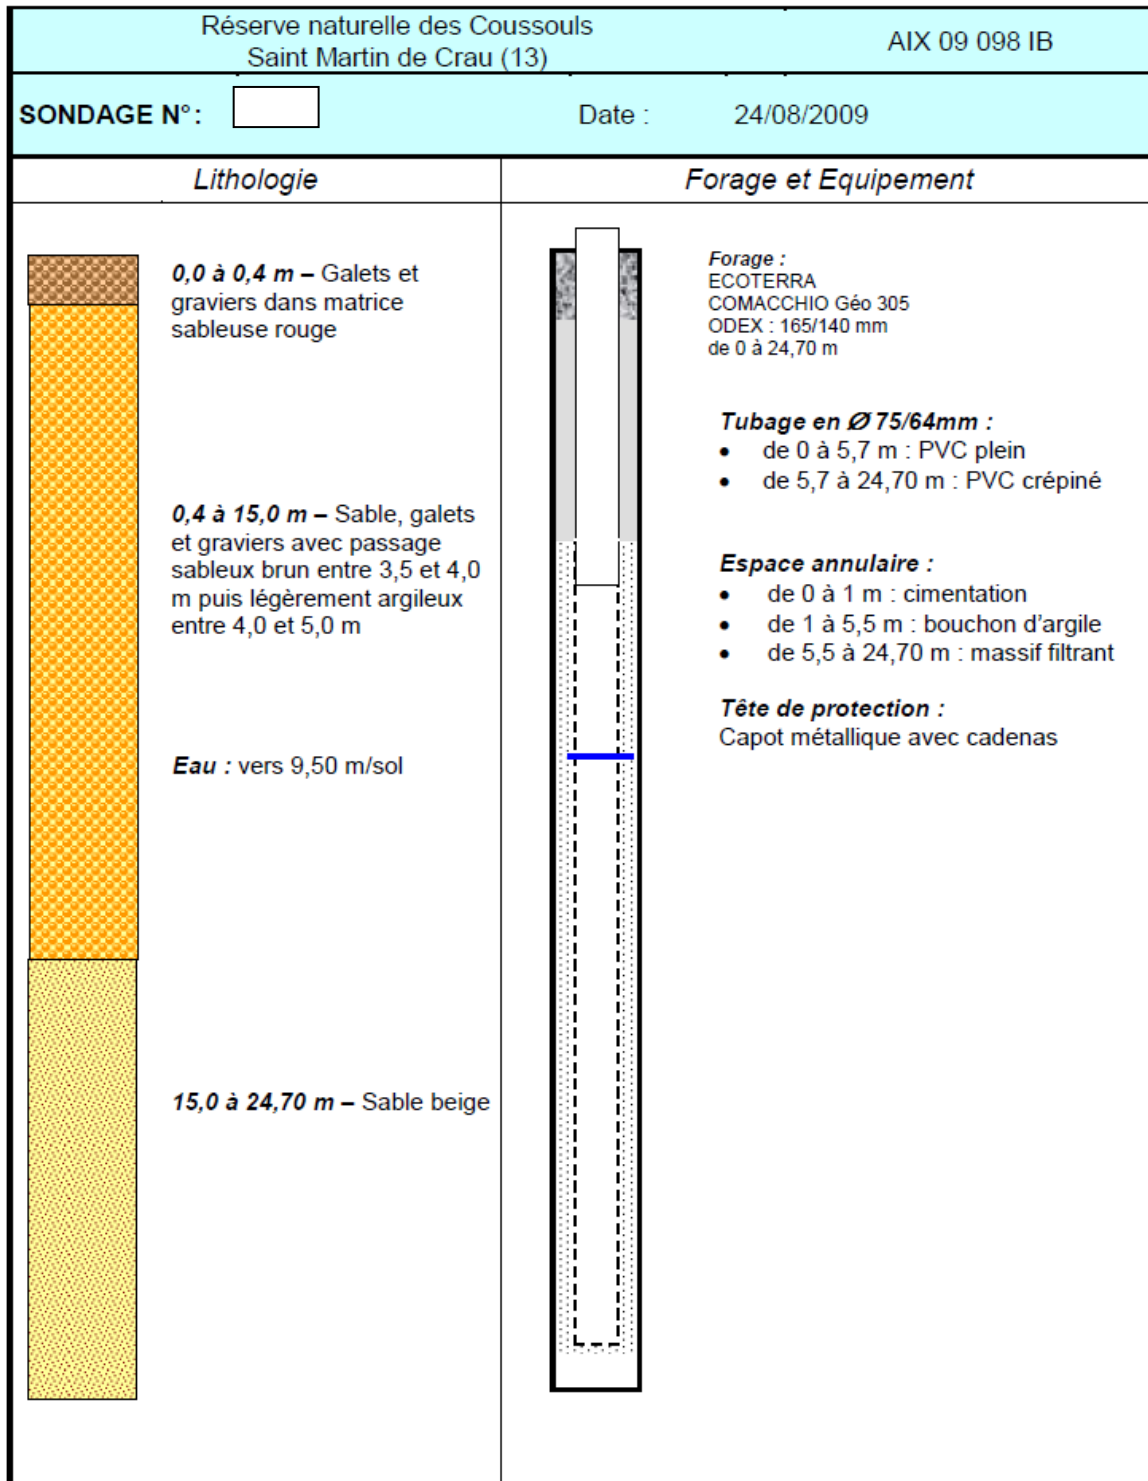 Réserve naturelle des Coussouls
Saint Martin de Crau (13)
AIX 09 098 IB
SONDAGE N° :
Date : 24/08/2009
Lithologie
Forage et Equipement
0,0 à 0,4 m – Galets et
graviers dans matrice
sableuse rouge
0,4 à 15,0 m – Sable, galets
et graviers avec passage
sableux brun entre 3,5 et 4,0
m puis légèrement argileux
entre 4,0 et 5,0 m
Eau : vers 9,50 m/sol
15,0 à 24,70 m – Sable beige
Forage :
ECOTERRA
COMACCHIO Géo 305
ODEX : 165/140 mm
de 0 à 24,70 m
Tubage en Ø 75/64mm :
• de 0 à 5,7 m : PVC plein
• de 5,7 à 24,70 m : PVC crépiné
Espace annulaire :
• de 0 à 1 m : cimentation
• de 1 à 5,5 m : bouchon d'argile
• de 5,5 à 24,70 m : massif filtrant
Tête de protection :
Capot métallique avec cadenas